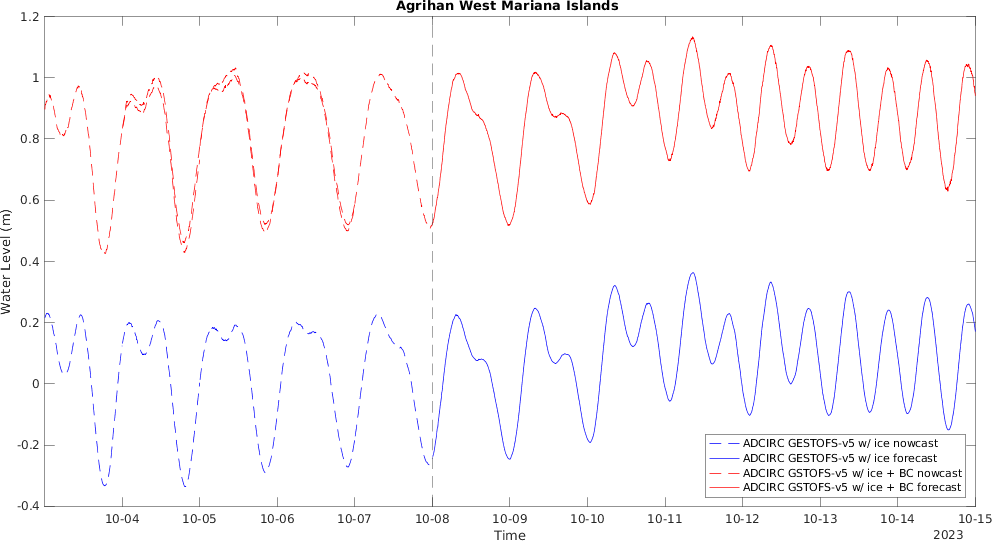 Agrihan West Mariana Islands
1.2
1
0.8
0.6
0.4
0.2
0
-0.2
-0.4
Water Level (m)
ADCIRC GESTOFS-v5 w/ ice nowcast
ADCIRC GESTOFS-v5 w/ ice forecast
ADCIRC GSTOFS-v5 w/ ice + BC nowcast
ADCIRC GSTOFS-v5 w/ ice + BC forecast
10-04 10-05 10-06 10-07 10-08 10-09 10-10 10-11 10-12 10-13 10-14 10-15
Time
2023